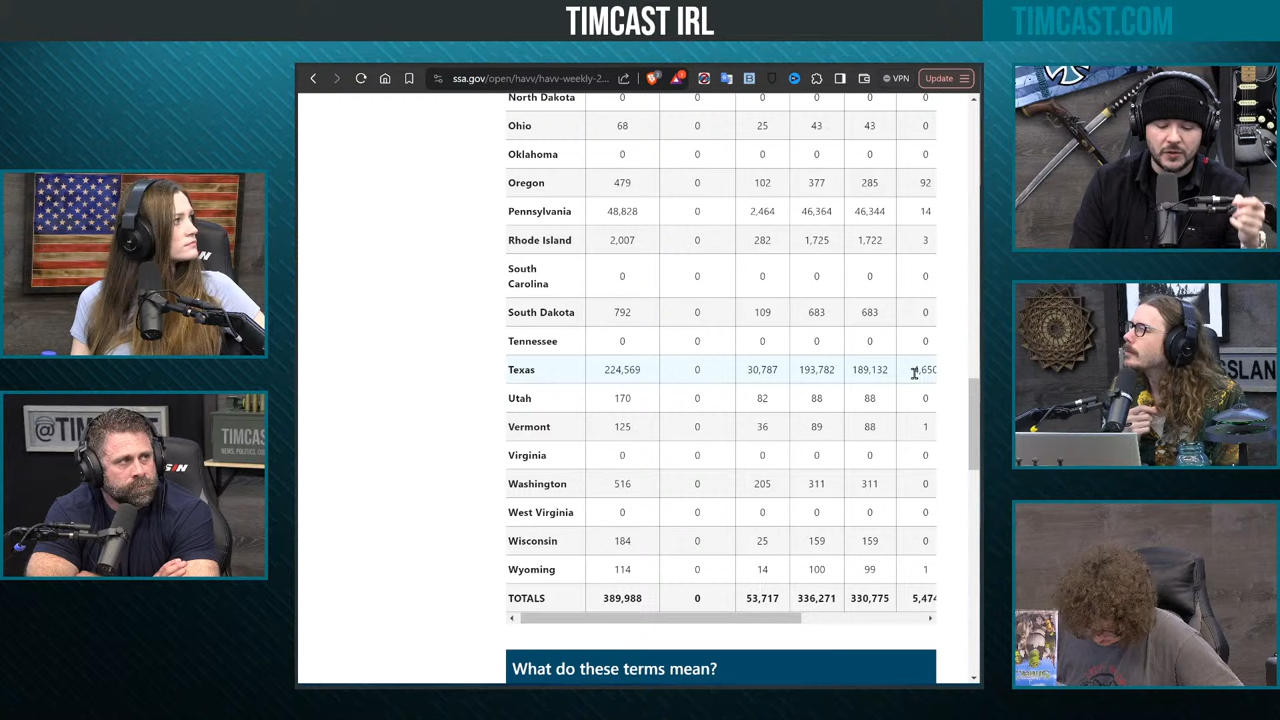 TIMCAST IRL
TIMCAST.COM
ssa.gov/open/havv/havv-weekly-2...
VPN
Update
North Dakota 0 0 0 0 0 0
Ohio 68 0 25 43 43 0
Oklahoma 0 0 0 0 0 0
Oregon 479 0 102 377 285 92
Pennsylvania 48,828 0 2,464 46,364 46,344 14
Rhode Island 2,007 0 282 1,725 1,722 3
South
Carolina 0 0 0 0 0 0
South Dakota 792 0 109 683 683 0
Tennessee 0 0 0 0 0 0
Texas 224,569 0 30,787 193,782 189,132 4,650
Utah 170 0 82 88 88 0
Vermont 125 0 36 89 88 1
Virginia 0 0 0 0 0 0
Washington 516 0 205 311 311 0
West Virginia 0 0 0 0 0 0
Wisconsin 184 0 25 159 159 0
Wyoming 114 0 14 100 99 1
TOTALS 389,988 0 53,717 336,271 330,775 5,474
What do these terms mean?
@TIM
TIMCAST